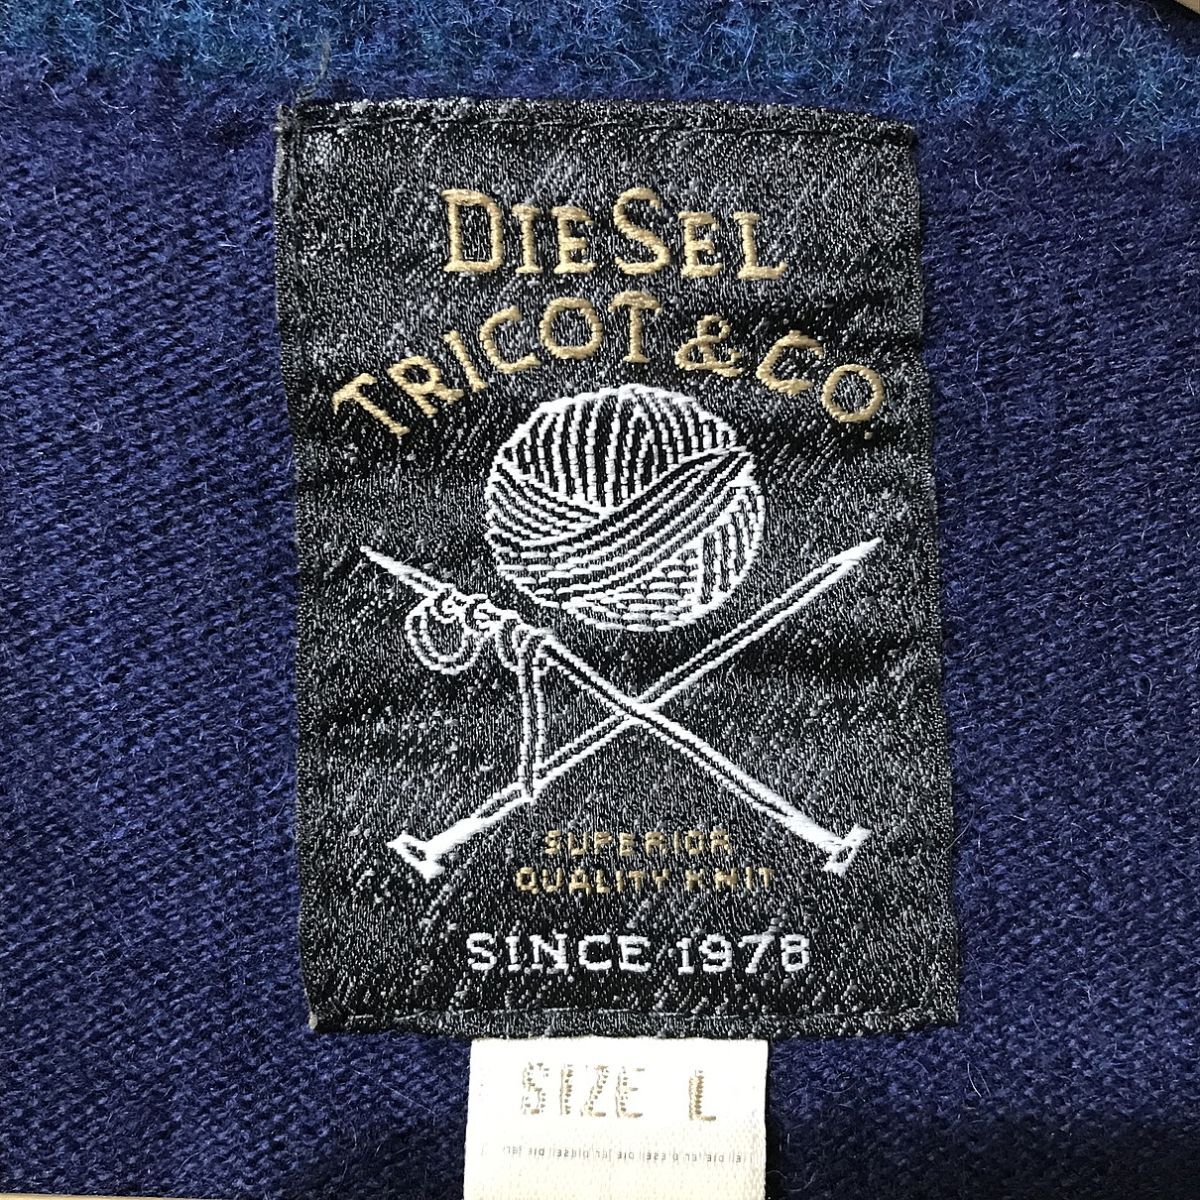 DIESEL
TRICOT & CO.
SUPERIOR
QUALITY KNIT
SINCE 1978
SIZE L